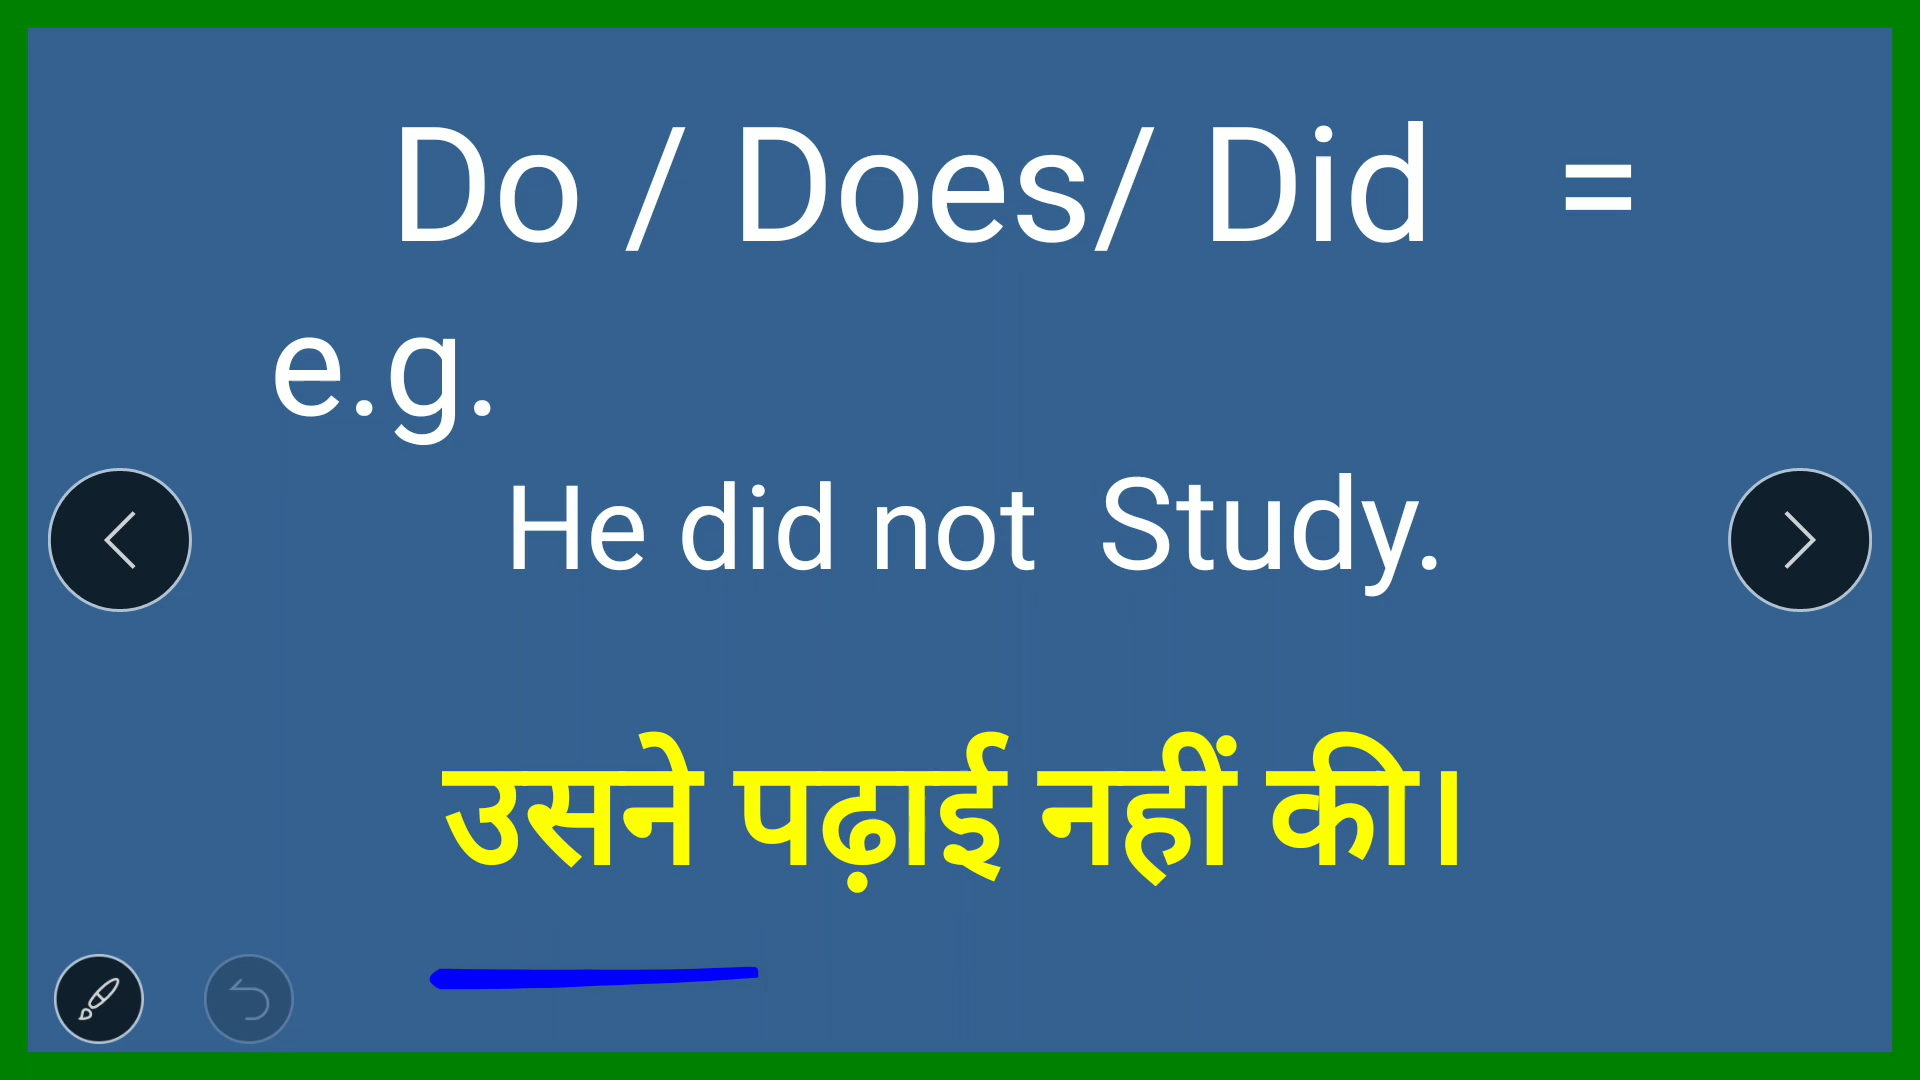 Do / Does/ Did =
e.g.
He did not Study.
उसने पढ़ाई नहीं की।